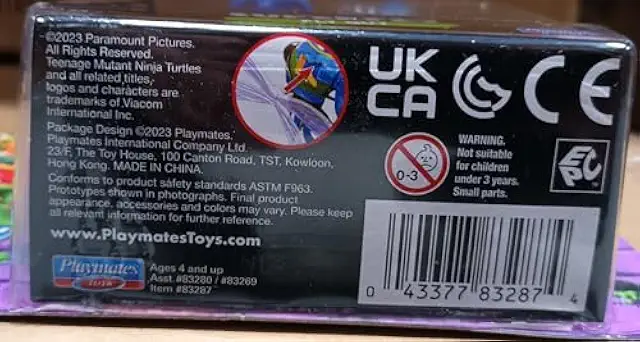 ©2023 Paramount Pictures.
All Rights Reserved.
Teenage Mutant Ninja Turtles
and all related titles,
logos and characters are
trademarks of Viacom
International Inc.
Package Design ©2023 Playmates.
Playmates International Company Ltd.
23/F, The Toy House, 100 Canton Road, TST, Kowloon,
Hong Kong. MADE IN CHINA.
Conforms to product safety standards ASTM F963.
Prototypes shown in photographs. Final product
appearance, accessories and colors may vary. Please keep
all relevant information for further reference.
www.PlaymatesToys.com
Playmates
TOYS
Ages 4 and up
Asst. #83280 / #83269
Item #83287
UK
CA
CE
0-3
WARNING.
Not suitable
for children
under 3 years.
Small parts.
EPC
0 43377 83287 4